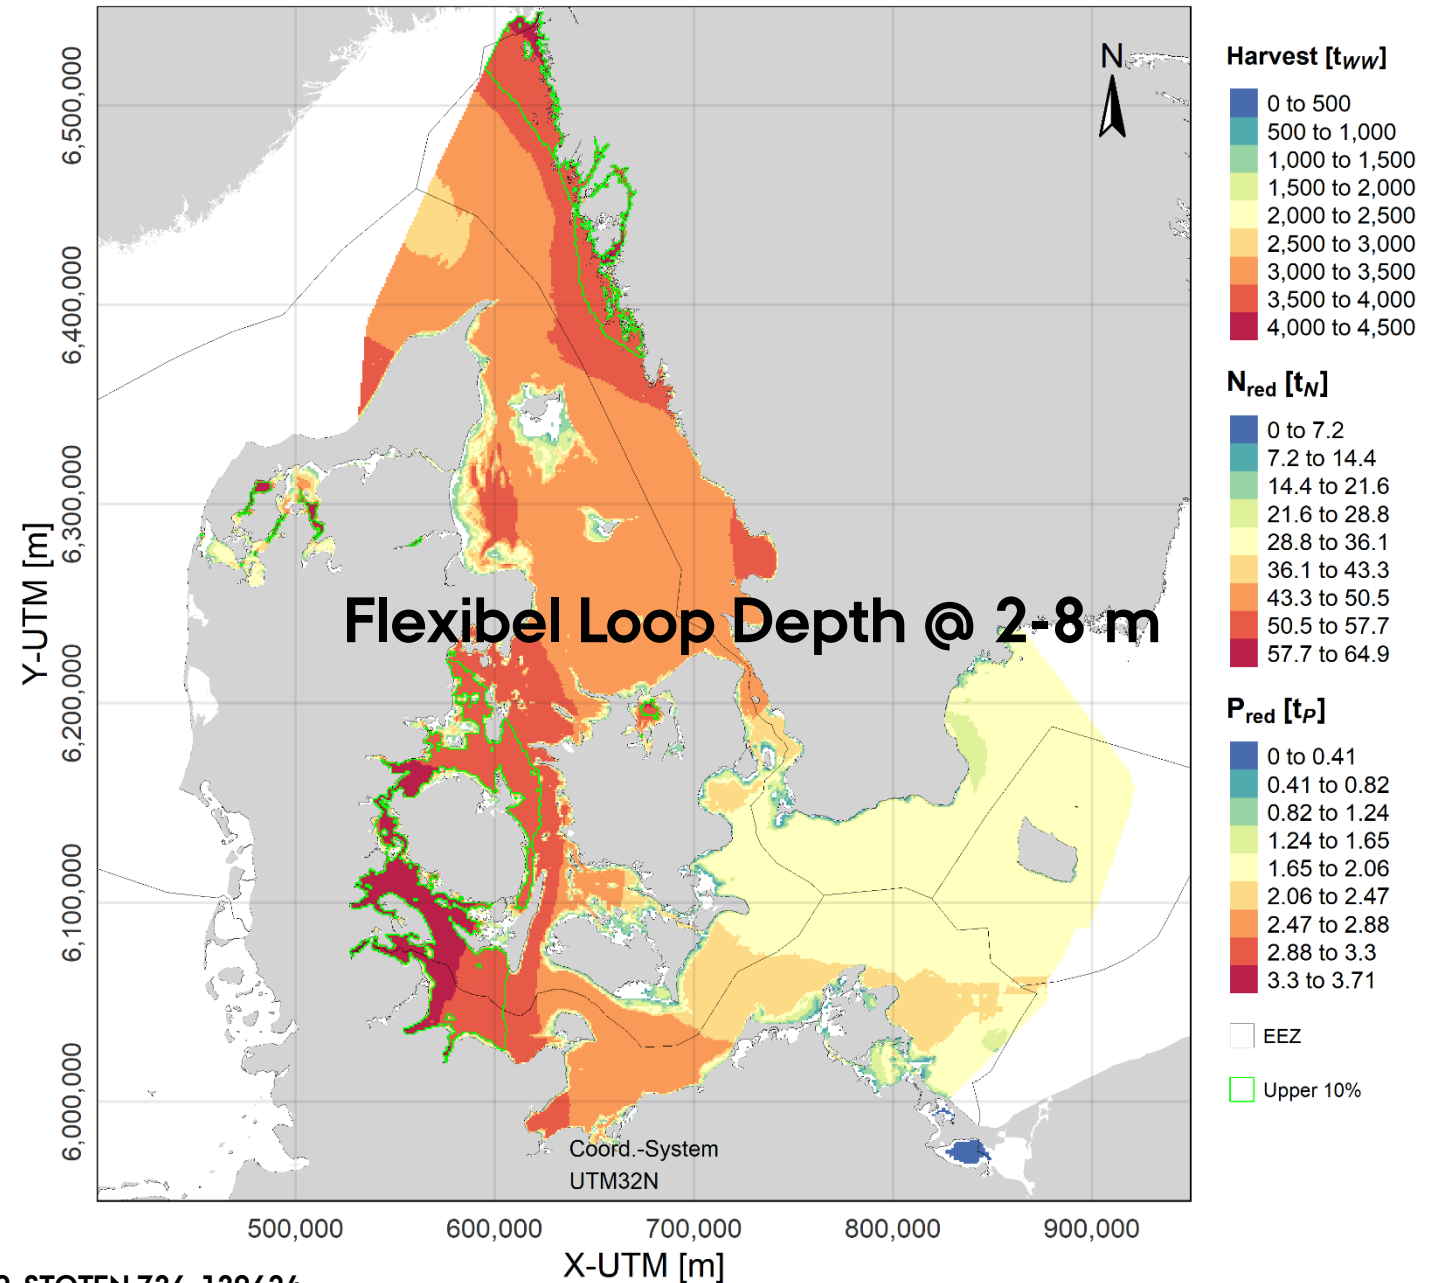 N
Harvest [tWW]
0 to 500
500 to 1,000
1,000 to 1,500
1,500 to 2,000
2,000 to 2,500
2,500 to 3,000
3,000 to 3,500
3,500 to 4,000
4,000 to 4,500
Nred [tN]
0 to 7.2
7.2 to 14.4
14.4 to 21.6
21.6 to 28.8
28.8 to 36.1
36.1 to 43.3
43.3 to 50.5
50.5 to 57.7
57.7 to 64.9
Pred [tP]
0 to 0.41
0.41 to 0.82
0.82 to 1.24
1.24 to 1.65
1.65 to 2.06
2.06 to 2.47
2.47 to 2.88
2.88 to 3.3
3.3 to 3.71
EEZ
Upper 10%
Y-UTM [m]
6,500,000
6,400,000
6,300,000
6,200,000
6,100,000
6,000,000
Flexibel Loop Depth @ 2-8 m
Coord.-System
UTM32N
500,000
600,000
700,000
800,000
900,000
X-UTM [m]